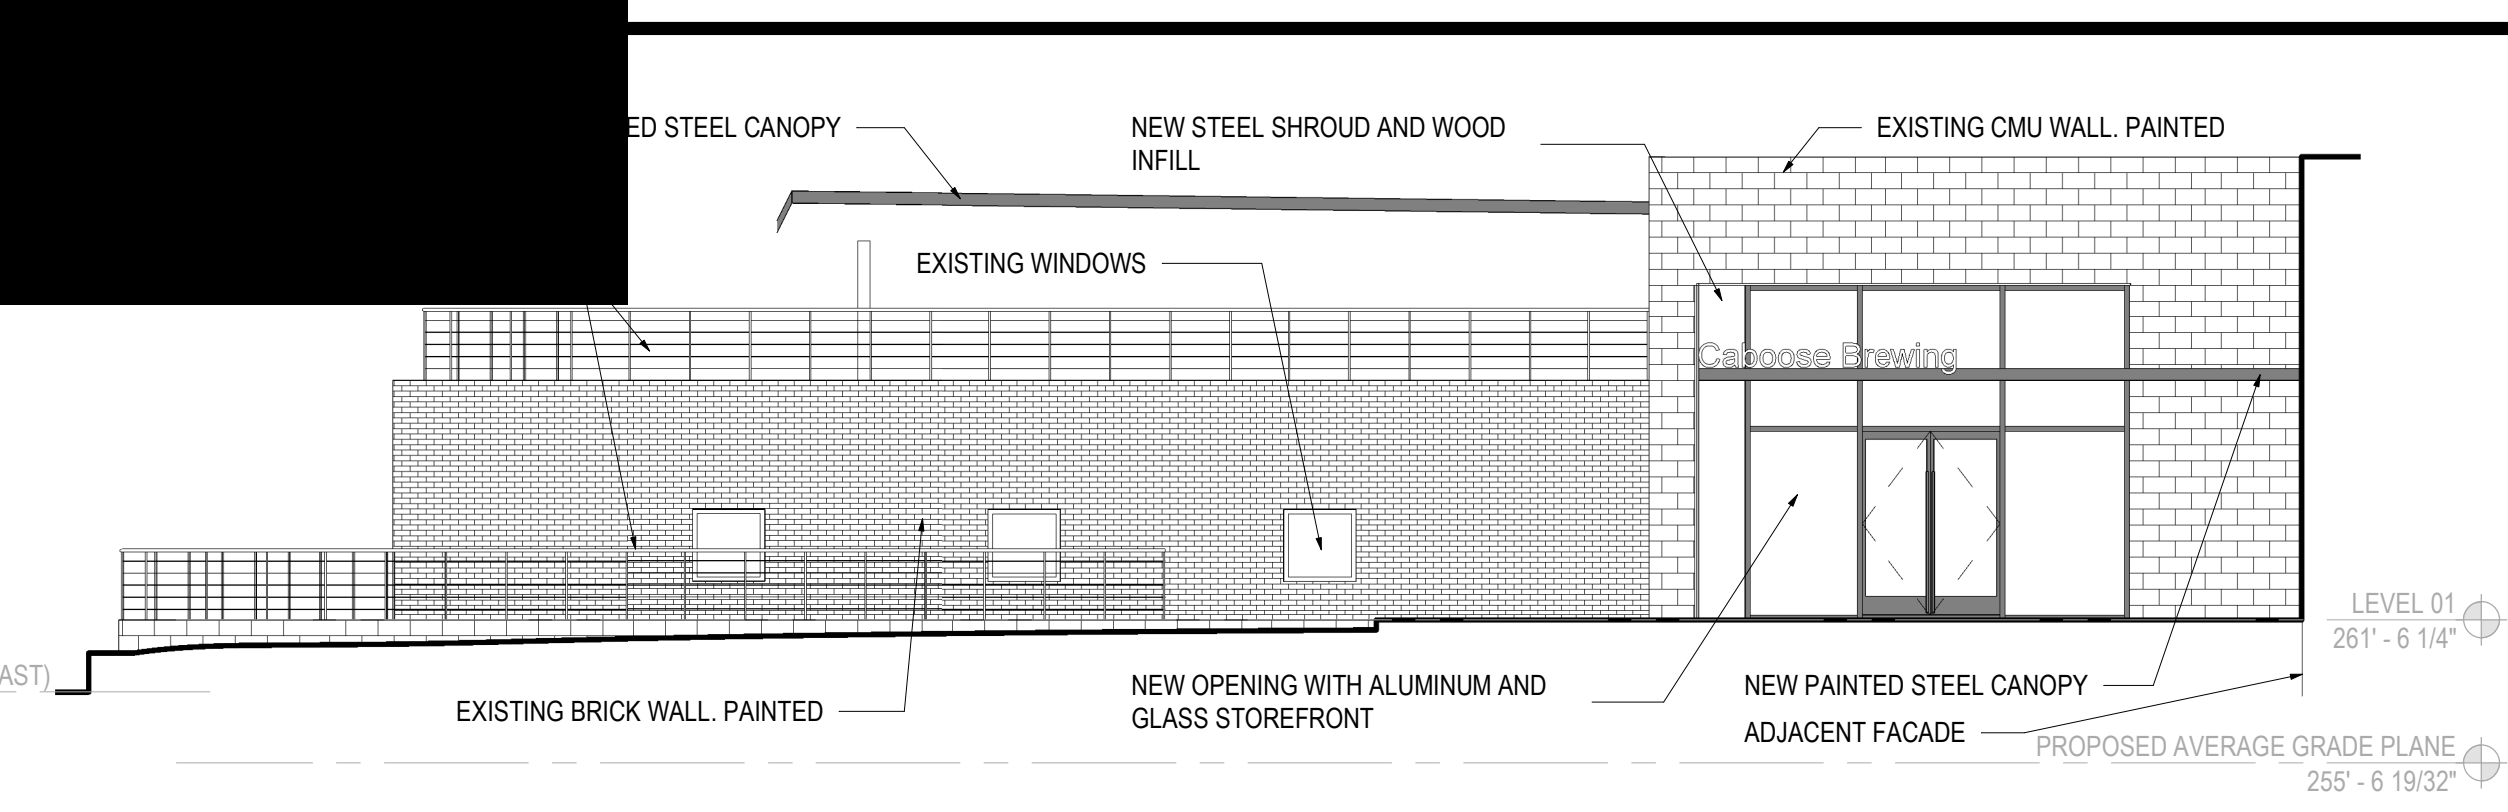 STEEL CANOPY
NEW STEEL SHROUD AND WOOD
INFILL
EXISTING CMU WALL. PAINTED
EXISTING WINDOWS
Caboose Brewing
LEVEL 01
261' - 6 1/4"
EXISTING BRICK WALL. PAINTED
NEW OPENING WITH ALUMINUM AND
GLASS STOREFRONT
NEW PAINTED STEEL CANOPY
ADJACENT FACADE
PROPOSED AVERAGE GRADE PLANE
255' - 6 19/32"